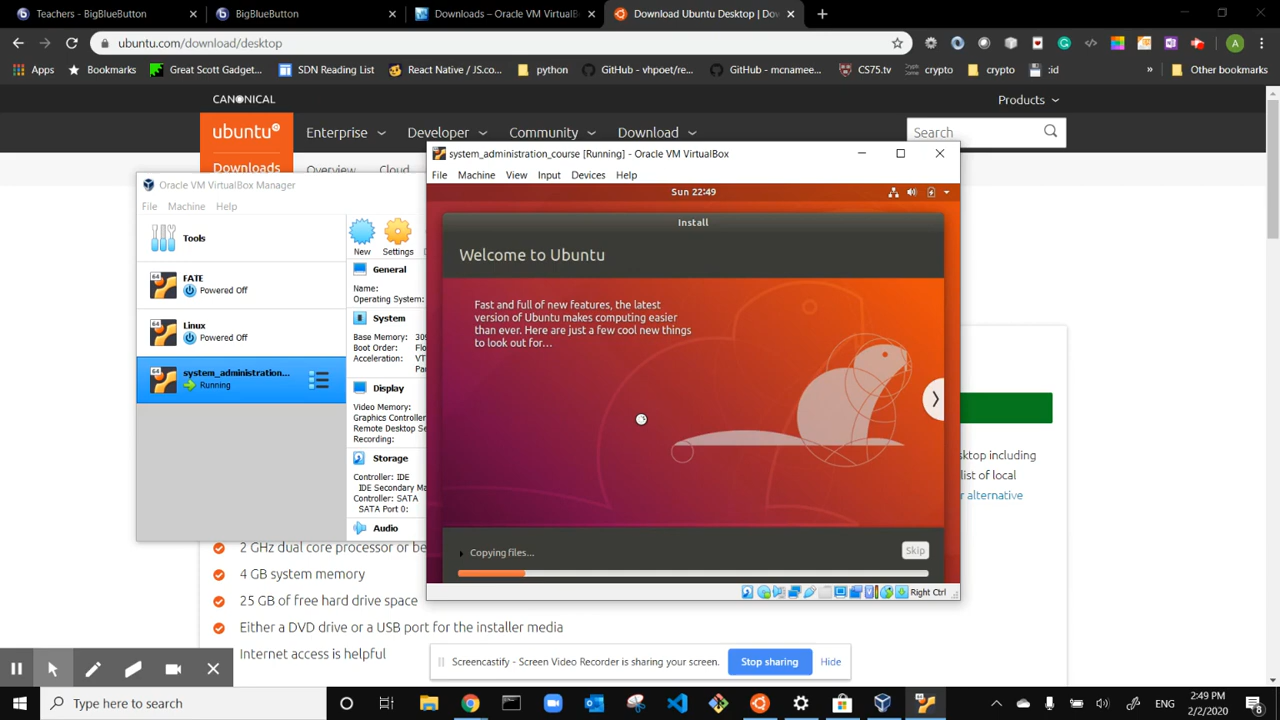 Teachers - BigBlueButton
BigBlueButton
Downloads – Oracle VM VirtualB
Download Ubuntu Desktop | Dow
ubuntu.com/download/desktop
A
Apps
Bookmarks
Great Scott Gadget...
SDN Reading List
React Native / JS.co...
python
GitHub - vhpoet/re...
GitHub - mcnamee...
CS75.tv
crypto
crypto
:id
»
Other bookmarks
CANONICAL
Products
ubuntu®
Enterprise
Developer
Community
Download
Search
Downloads
Overview
Cloud
system_administration_course [Running] - Oracle VM VirtualBox
File Machine View Input Devices Help
Sun 22:49
Install
Welcome to Ubuntu
Fast and full of new features, the latest
version of Ubuntu makes computing easier
than ever. Here are just a few cool new things
to look out for…
Copying files...
Skip
Right Ctrl
Oracle VM VirtualBox Manager
File Machine Help
Tools
New
Settings
FATE
Powered Off
Linux
Powered Off
system_administration...
Running
64
64
64
General
Name:
Operating System:
System
Base Memory: 309
Boot Order: Flo
Acceleration: VT
Pa
Display
Video Memory:
Graphics Controller
Remote Desktop Se
Recording:
Storage
Controller: IDE
IDE Secondary Ma
Controller: SATA
SATA Port 0:
Audio
sktop including
list of local
r alternative
2 GHz dual core processor or be
4 GB system memory
25 GB of free hard drive space
Either a DVD drive or a USB port for the installer media
Internet access is helpful
Screencastify - Screen Video Recorder is sharing your screen.
Stop sharing
Hide
Type here to search
2:49 PM
2/2/2020
8